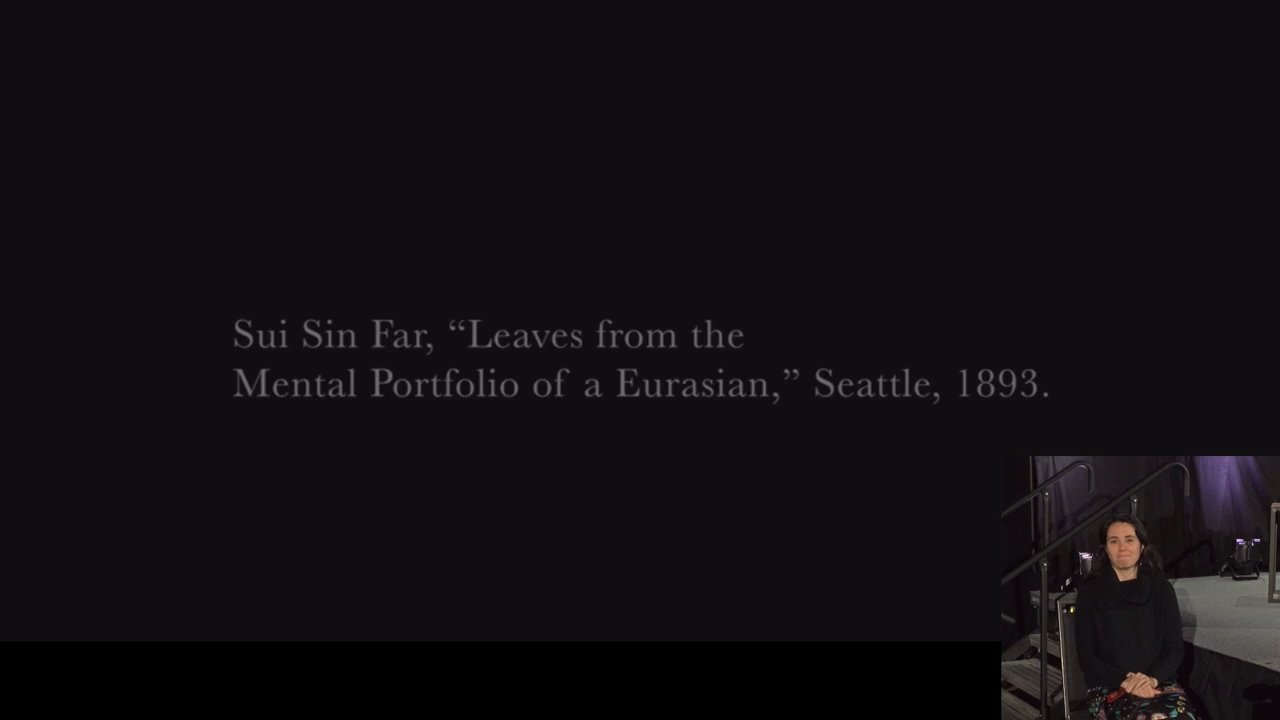 Sui Sin Far, “Leaves from the
Mental Portfolio of a Eurasian,” Seattle, 1893.